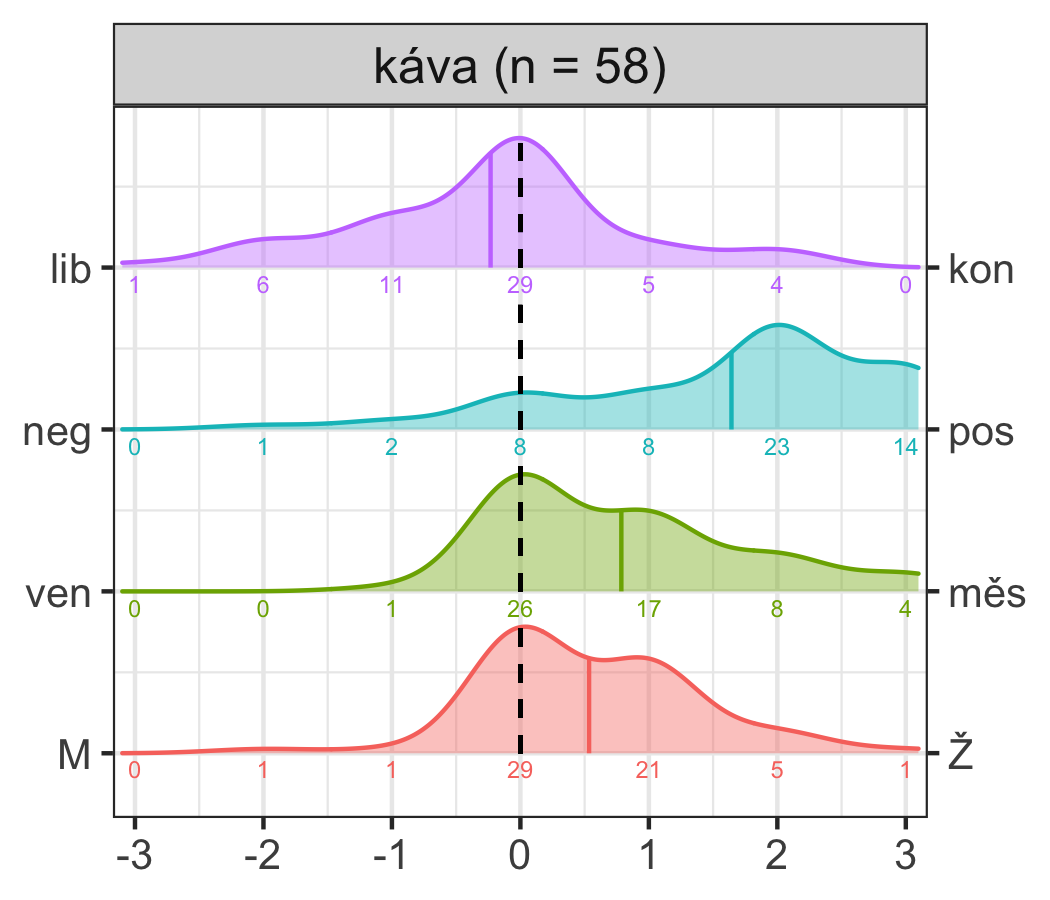 káva (n = 58)
lib kon
1 6 11 29 5 4 0
neg pos
0 1 2 8 8 23 14
ven měs
0 0 1 26 17 8 4
M Ž
0 1 1 29 21 5 1
-3 -2 -1 0 1 2 3